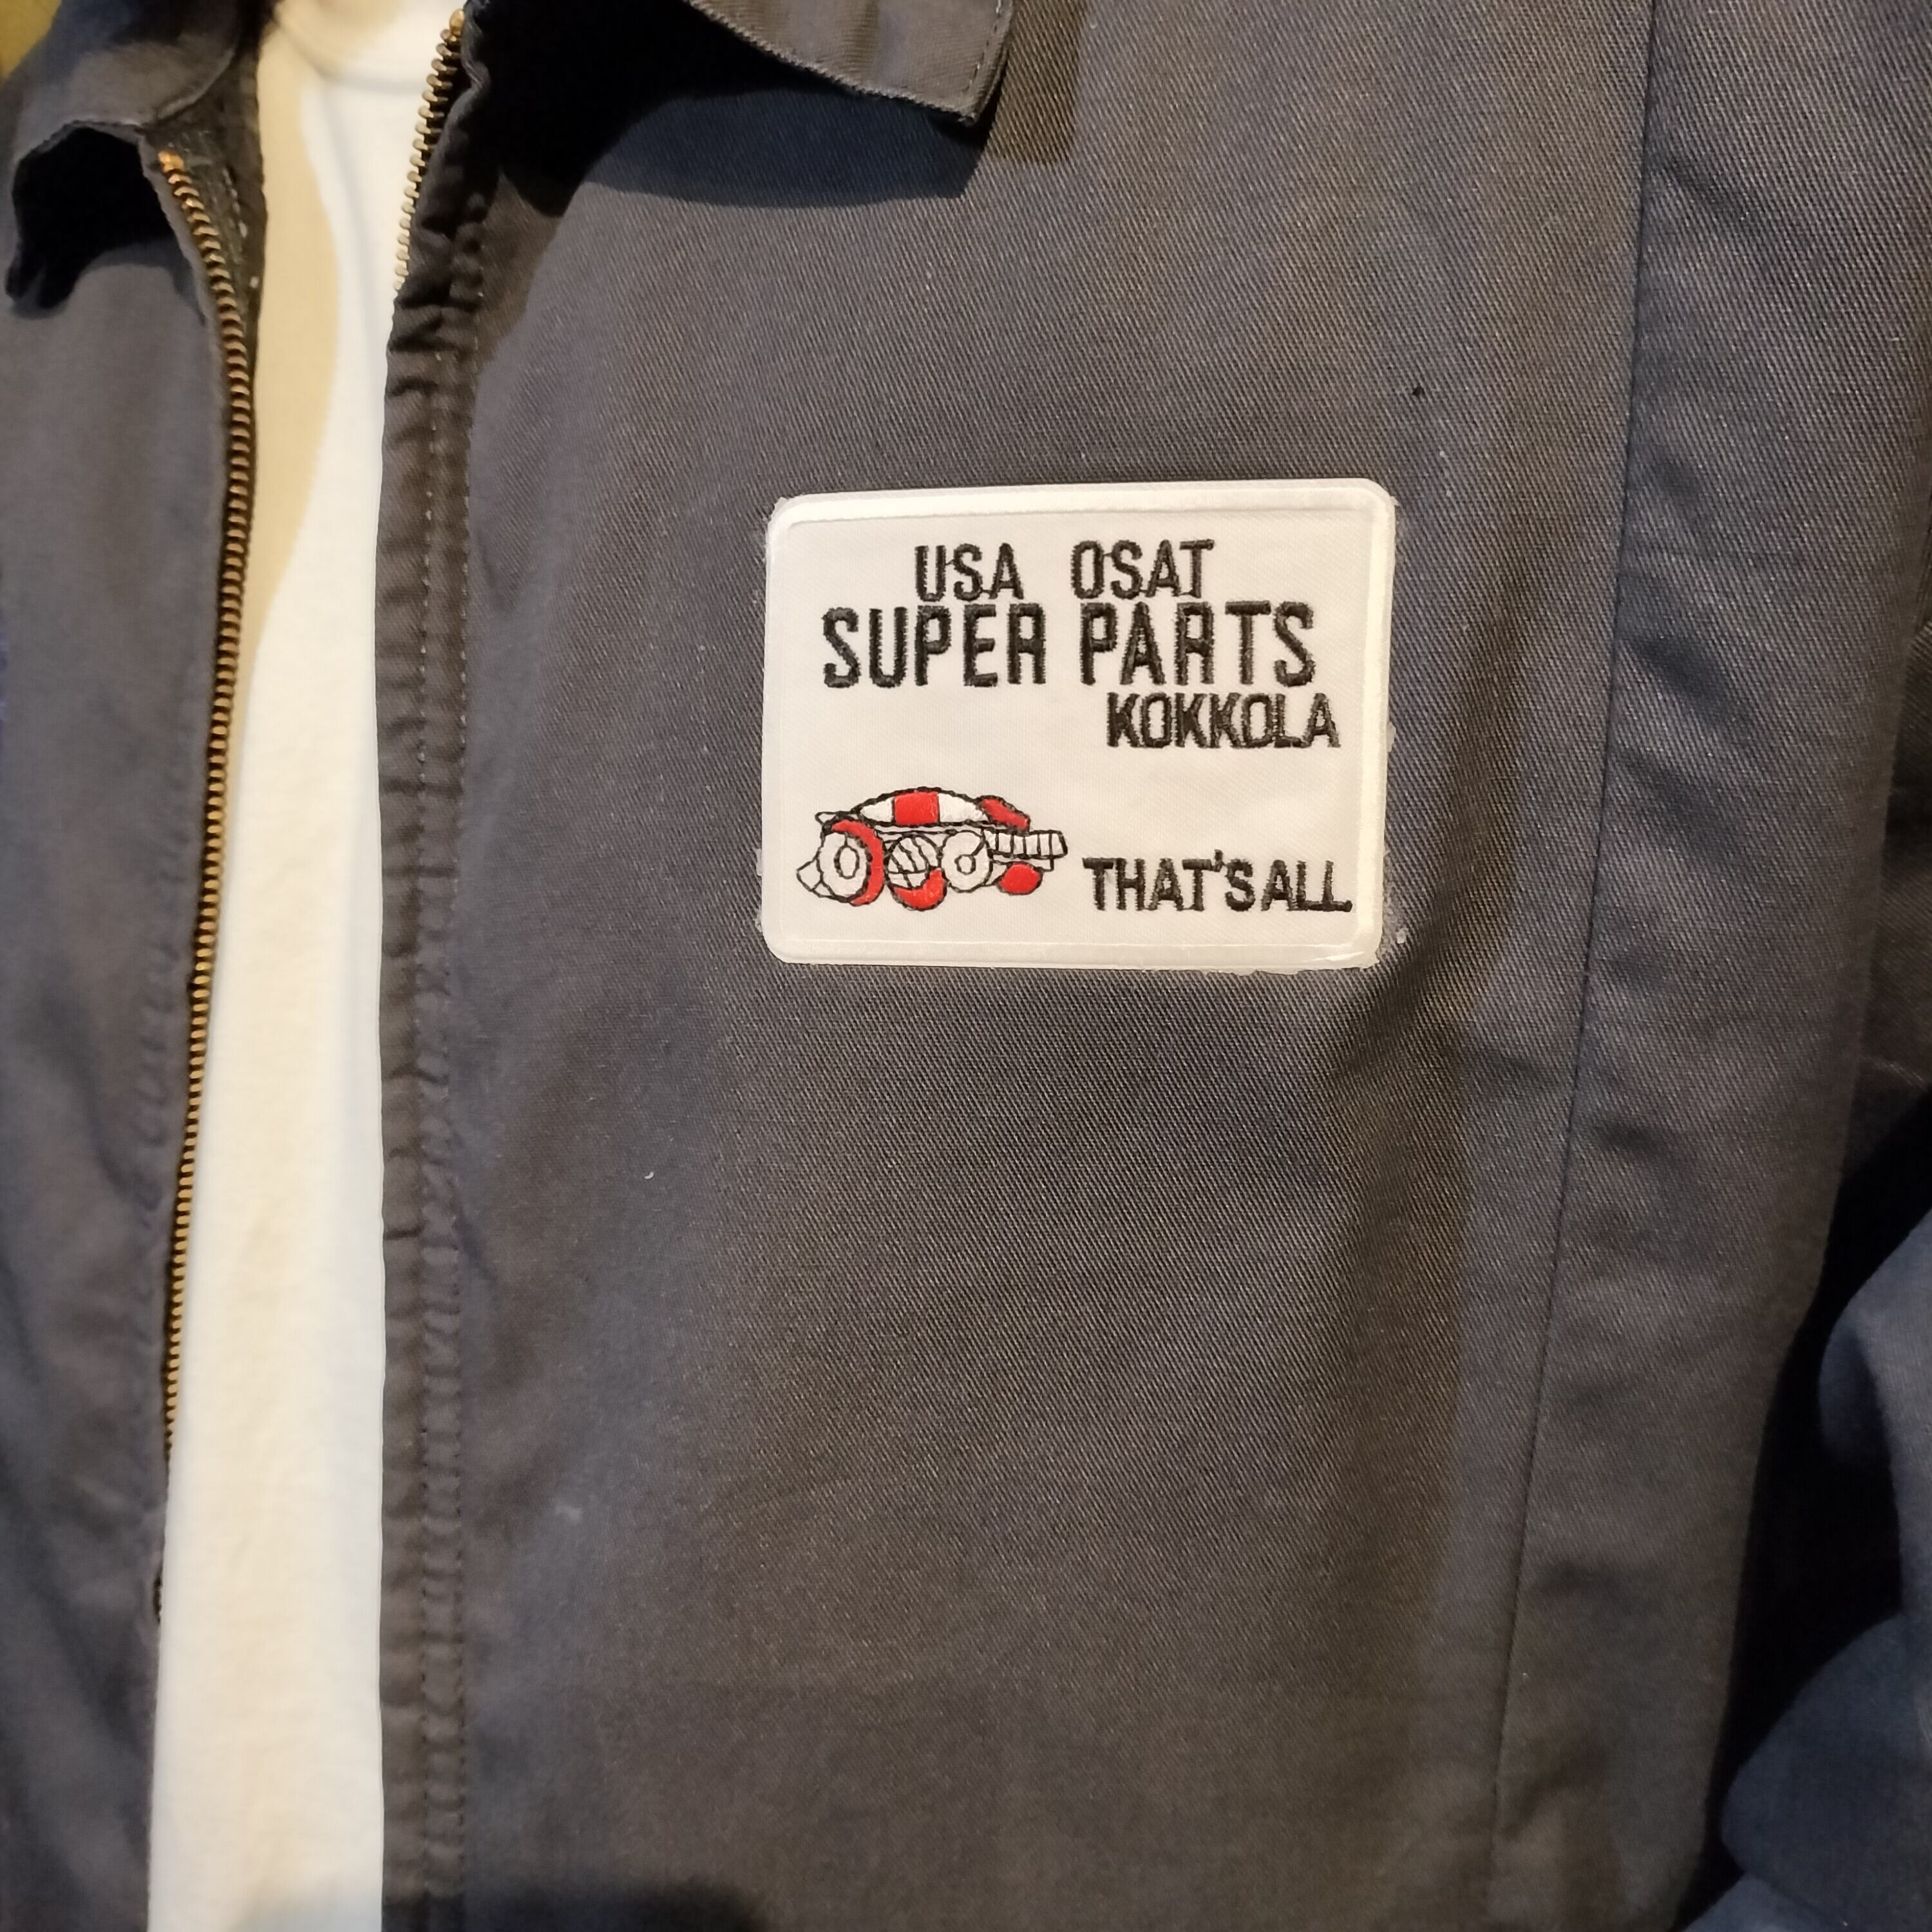 USA OSAT
SUPER PARTS
KOKKOLA
THAT'S ALL